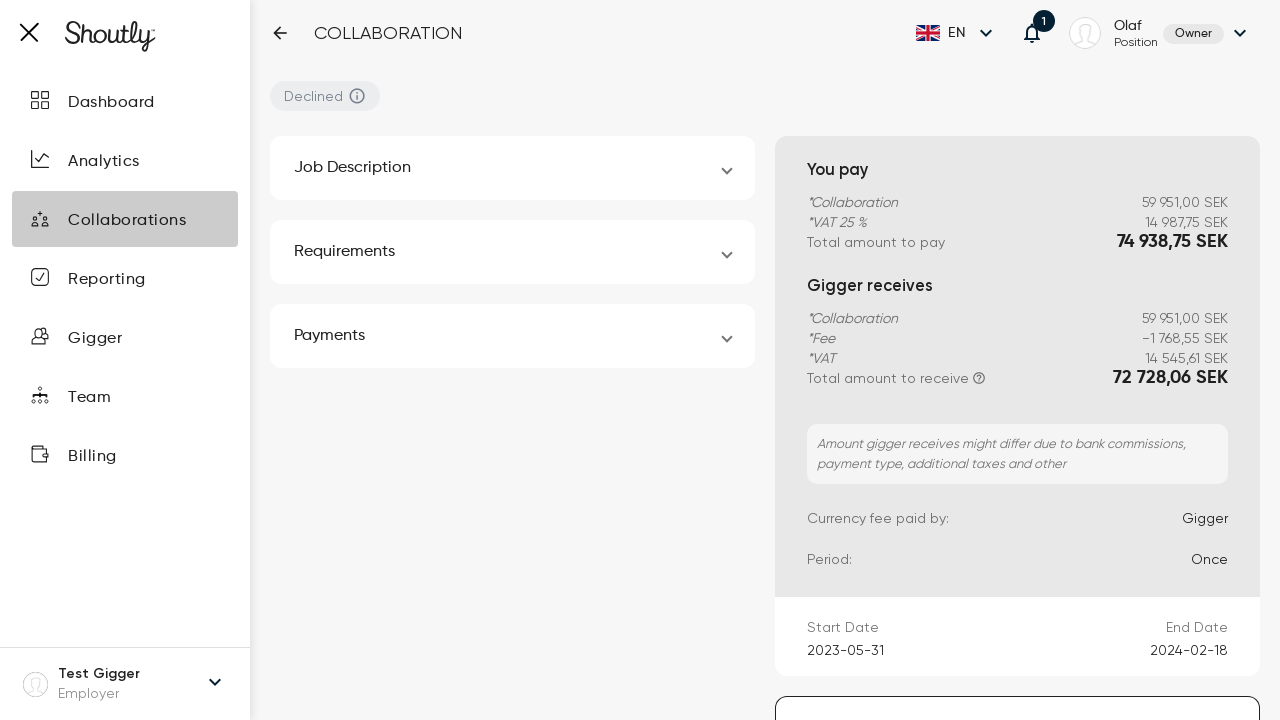 Shoutly
Dashboard
Analytics
Collaborations
Reporting
Gigger
Team
Billing
Test Gigger
Employer
COLLABORATION
EN
1
Olaf
Position
Owner
Declined
Job Description
Requirements
Payments
You pay
*Collaboration 59 951,00 SEK
*VAT 25 % 14 987,75 SEK
Total amount to pay 74 938,75 SEK
Gigger receives
*Collaboration 59 951,00 SEK
*Fee −1 768,55 SEK
*VAT 14 545,61 SEK
Total amount to receive 72 728,06 SEK
Amount gigger receives might differ due to bank commissions,
payment type, additional taxes and other
Currency fee paid by: Gigger
Period: Once
Start Date End Date
2023-05-31 2024-02-18